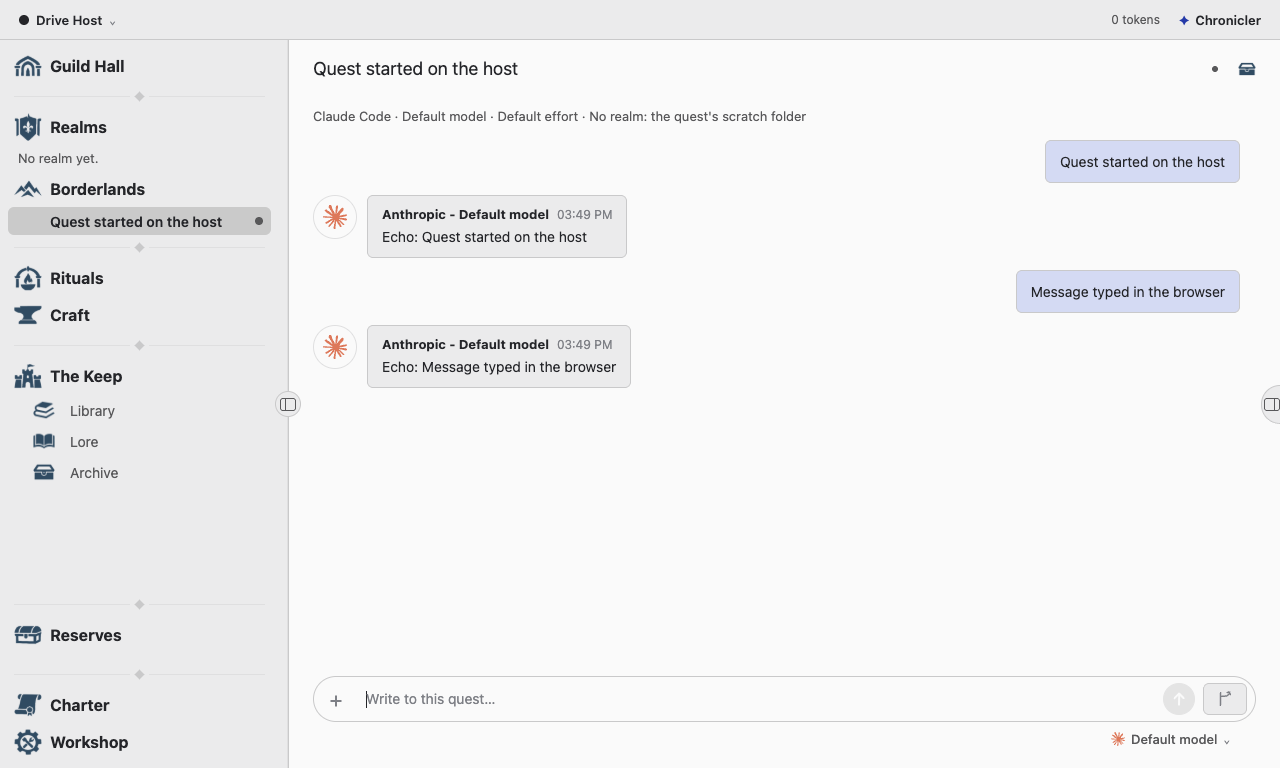 Drive Host
0 tokens
Chronicler
Guild Hall
Realms
No realm yet.
Borderlands
Quest started on the host
Rituals
Craft
The Keep
Library
Lore
Archive
Reserves
Charter
Workshop
Quest started on the host
Claude Code · Default model · Default effort · No realm: the quest's scratch folder
Quest started on the host
Anthropic - Default model 03:49 PM
Echo: Quest started on the host
Message typed in the browser
Anthropic - Default model 03:49 PM
Echo: Message typed in the browser
Write to this quest...
Default model